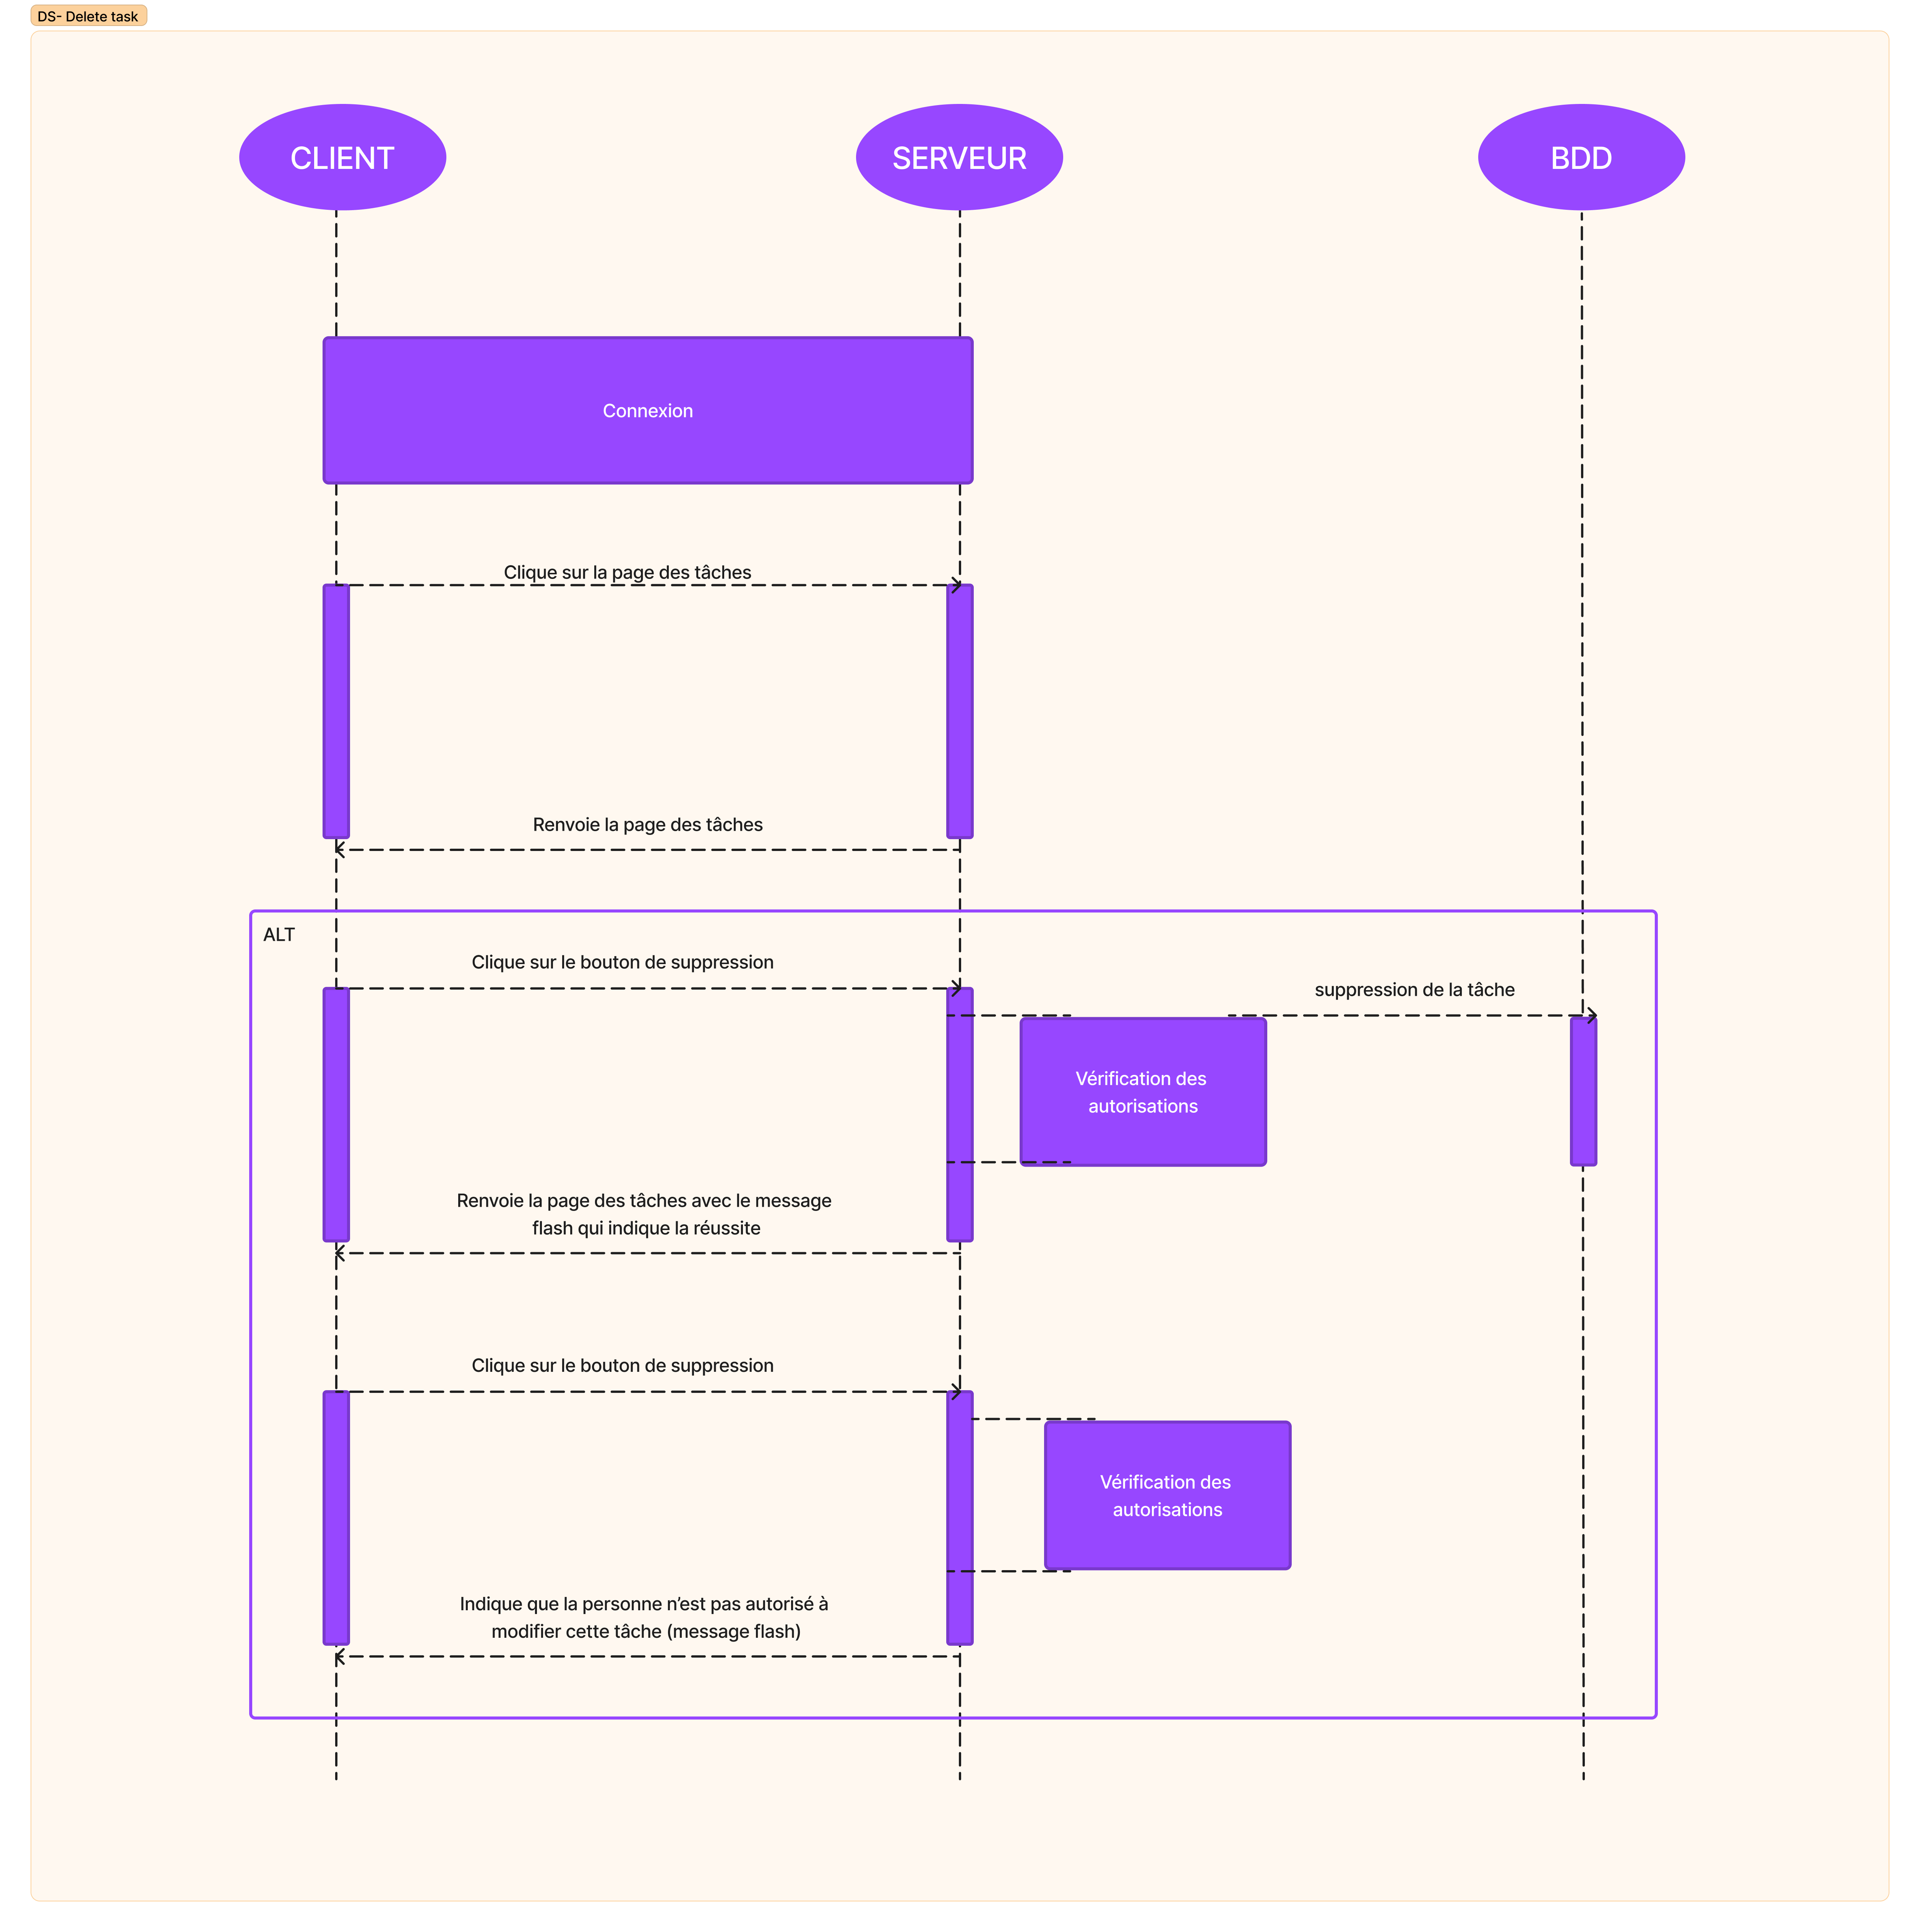 DS- Delete task
CLIENT
SERVEUR
BDD
Connexion
Clique sur la page des tâches
Renvoie la page des tâches
ALT
Clique sur le bouton de suppression
suppression de la tâche
Vérification des
autorisations
Renvoie la page des tâches avec le message
flash qui indique la réussite
Clique sur le bouton de suppression
Vérification des
autorisations
Indique que la personne n’est pas autorisé à
modifier cette tâche (message flash)